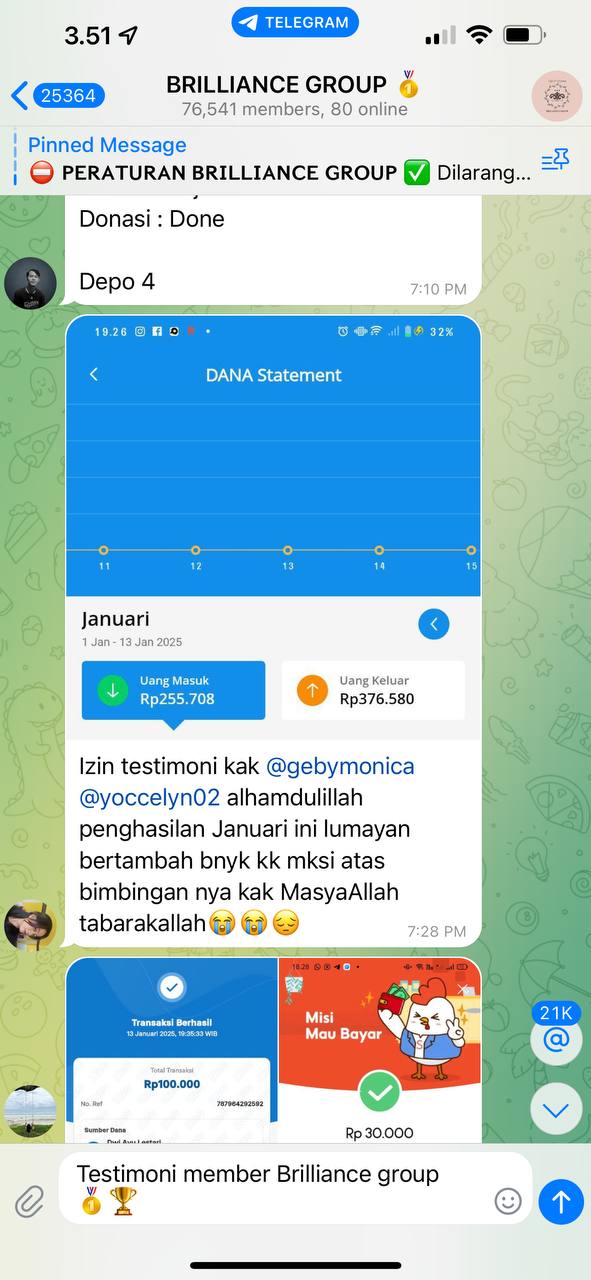 3.51
TELEGRAM
25364
BRILLIANCE GROUP 🏅
76,541 members, 80 online
Pinned Message
⛔ PERATURAN BRILLIANCE GROUP ✅ Dilarang...
Donasi : Done
Depo 4
7:10 PM
19.26
32%
DANA Statement
11 12 13 14 15
Januari
1 Jan - 13 Jan 2025
Uang Masuk
Rp255.708
Uang Keluar
Rp376.580
Izin testimoni kak @gebymonica
@yoccelyn02 alhamdulillah
penghasilan Januari ini lumayan
bertambah bnyk kk mksi atas
bimbingan nya kak MasyaAllah
tabarakallah😭😭😔
7:28 PM
Transaksi Berhasil
13 Januari 2025, 19:35:33 WIB
Total Transaksi
Rp100.000
No. Ref
787964292592
Sumber Dana
Dwi Ayu Lestari
Misi
Mau Bayar
Rp 30.000
21K
@
Testimoni member Brilliance group
🏅🏆